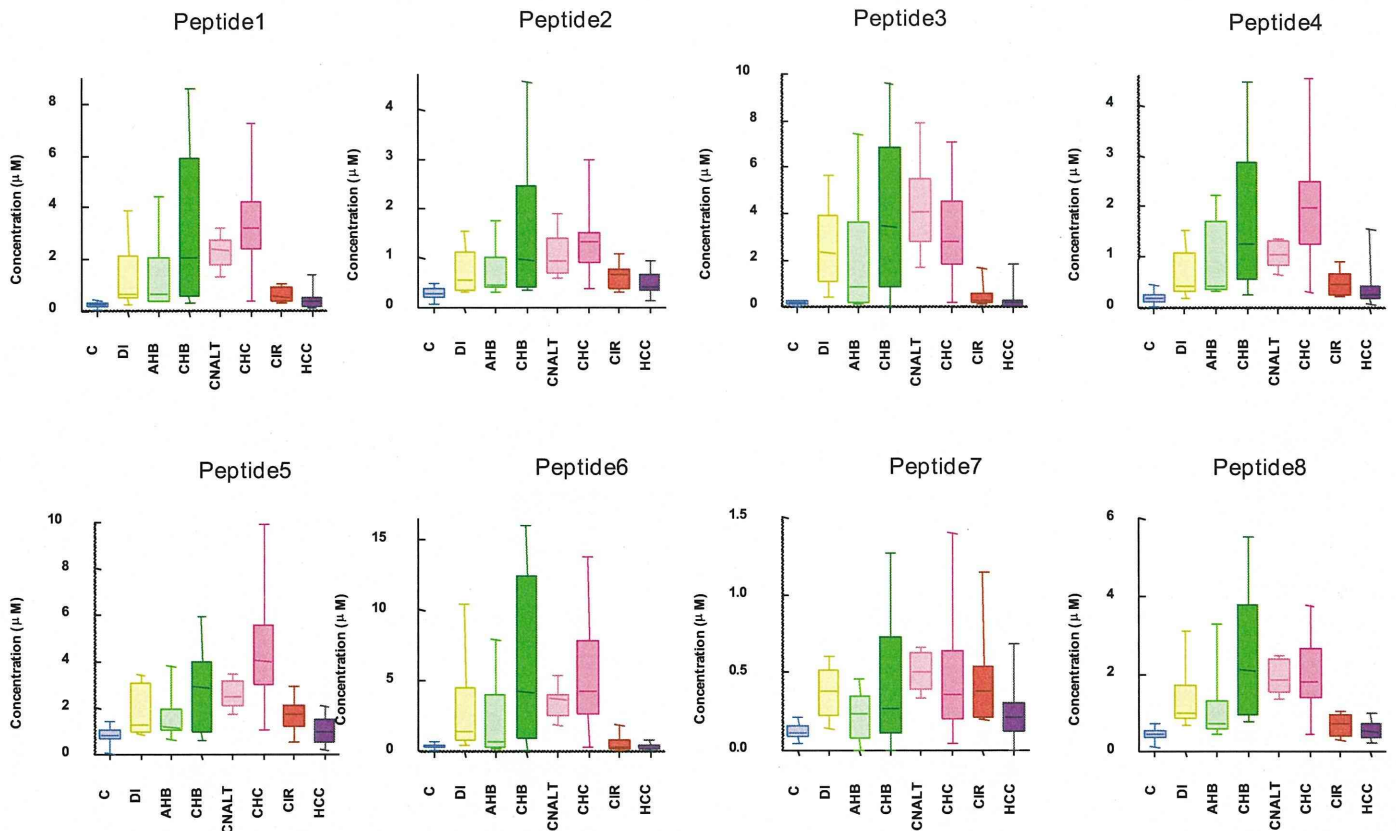 Peptide1
Concentration (μ M)
8
6
4
2
0
C
DI
AHB
CHB
CNALT
CHC
CIR
HCC
Peptide2
Concentration (μ M)
4
3
2
1
0
C
DI
AHB
CHB
CNALT
CHC
CIR
HCC
Peptide3
Concentration (μ M)
10
8
6
4
2
0
C
DI
AHB
CHB
CNALT
CHC
CIR
HCC
Peptide4
Concentration (μ M)
4
3
2
1
0
C
DI
AHB
CHB
CNALT
CHC
CIR
HCC
Peptide5
Concentration (μ M)
10
8
6
4
2
0
C
DI
AHB
CHB
CNALT
CHC
CIR
HCC
Peptide6
Concentration (μ M)
15
10
5
0
C
DI
AHB
CHB
CNALT
CHC
CIR
HCC
Peptide7
Concentration (μ M)
1.5
1.0
0.5
0.0
C
DI
AHB
CHB
CNALT
CHC
CIR
HCC
Peptide8
Concentration (μ M)
6
4
2
0
C
DI
AHB
CHB
CNALT
CHC
CIR
HCC